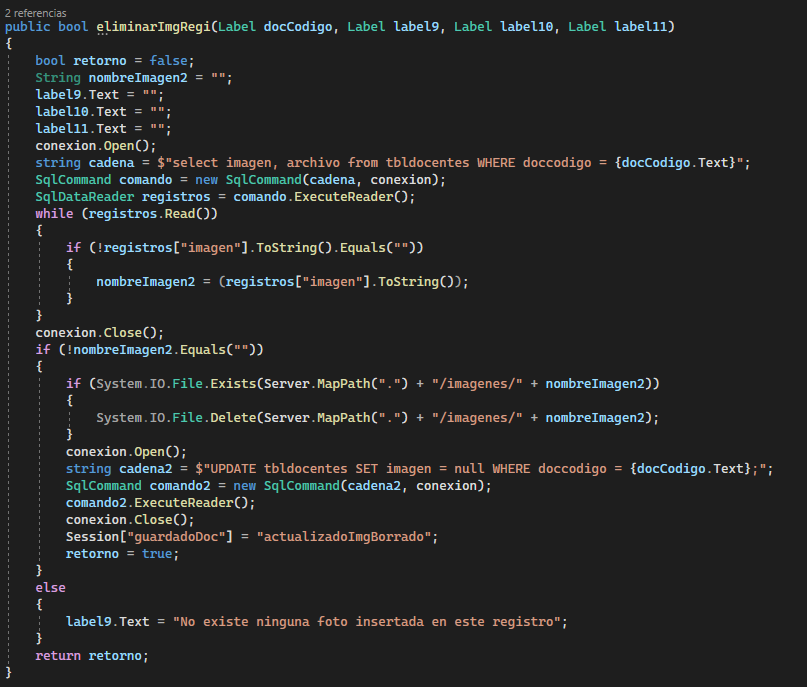 2 referencias
public bool eliminarImgRegi(Label docCodigo, Label label9, Label label10, Label label11)
{
bool retorno = false;
String nombreImagen2 = "";
label9.Text = "";
label10.Text = "";
label11.Text = "";
conexion.Open();
string cadena = $"select imagen, archivo from tbldocentes WHERE doccodigo = {docCodigo.Text}";
SqlCommand comando = new SqlCommand(cadena, conexion);
SqlDataReader registros = comando.ExecuteReader();
while (registros.Read())
{
if (!registros["imagen"].ToString().Equals(""))
{
nombreImagen2 = (registros["imagen"].ToString());
}
}
conexion.Close();
if (!nombreImagen2.Equals(""))
{
if (System.IO.File.Exists(Server.MapPath(".") + "/imagenes/" + nombreImagen2))
{
System.IO.File.Delete(Server.MapPath(".") + "/imagenes/" + nombreImagen2);
}
conexion.Open();
string cadena2 = $"UPDATE tbldocentes SET imagen = null WHERE doccodigo = {docCodigo.Text};";
SqlCommand comando2 = new SqlCommand(cadena2, conexion);
comando2.ExecuteReader();
conexion.Close();
Session["guardadoDoc"] = "actualizadoImgBorrado";
retorno = true;
}
else
{
label9.Text = "No existe ninguna foto insertada en este registro";
}
return retorno;
}